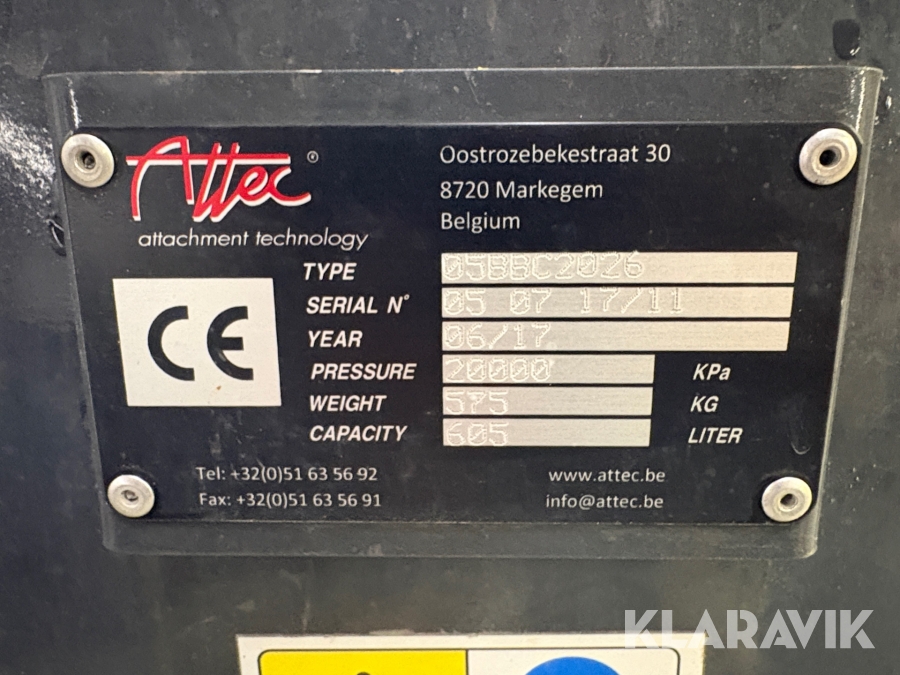 Attec ®
attachment technology
Oostrozebekestraat 30
8720 Markegem
Belgium
CE
TYPE 05BBC2026
SERIAL N° 05 07 17/11
YEAR 06/17
PRESSURE 20000 KPa
WEIGHT 575 KG
CAPACITY 605 LITER
Tel: +32(0)51 63 56 92
Fax: +32(0)51 63 56 91
www.attec.be
info@attec.be
KLARAVIK